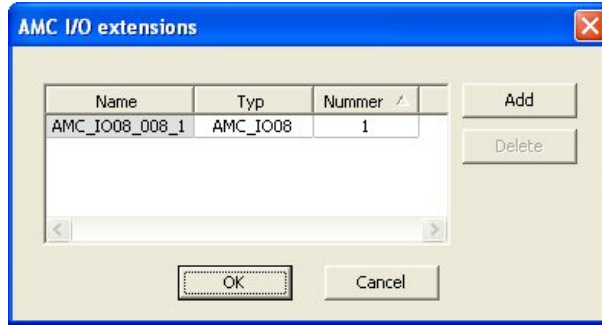 AMC I/O extensions
Name Typ Nummer
AMC_IO08_008_1 AMC_IO08 1
Add
Delete
OK Cancel